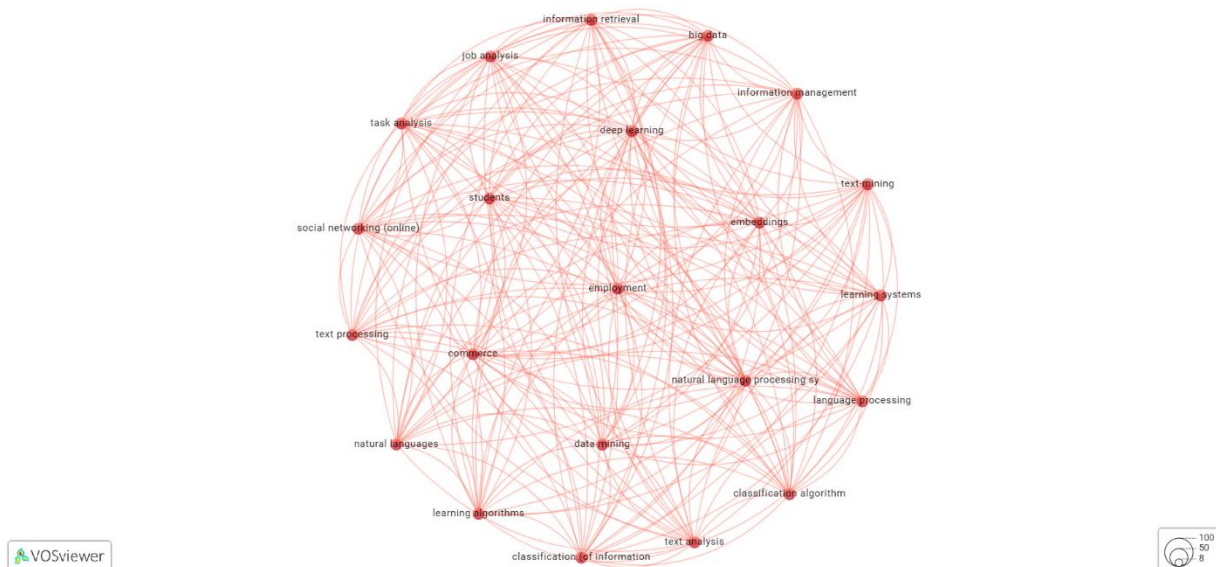 information retrieval
big data
job analysis
information management
task analysis
deep learning
text mining
students
embeddings
social networking (online)
employment
learning systems
text processing
commerce
natural language processing sy
language processing
natural languages
data mining
classification algorithm
learning algorithms
text analysis
classification (of information
VOSviewer
100
50
8